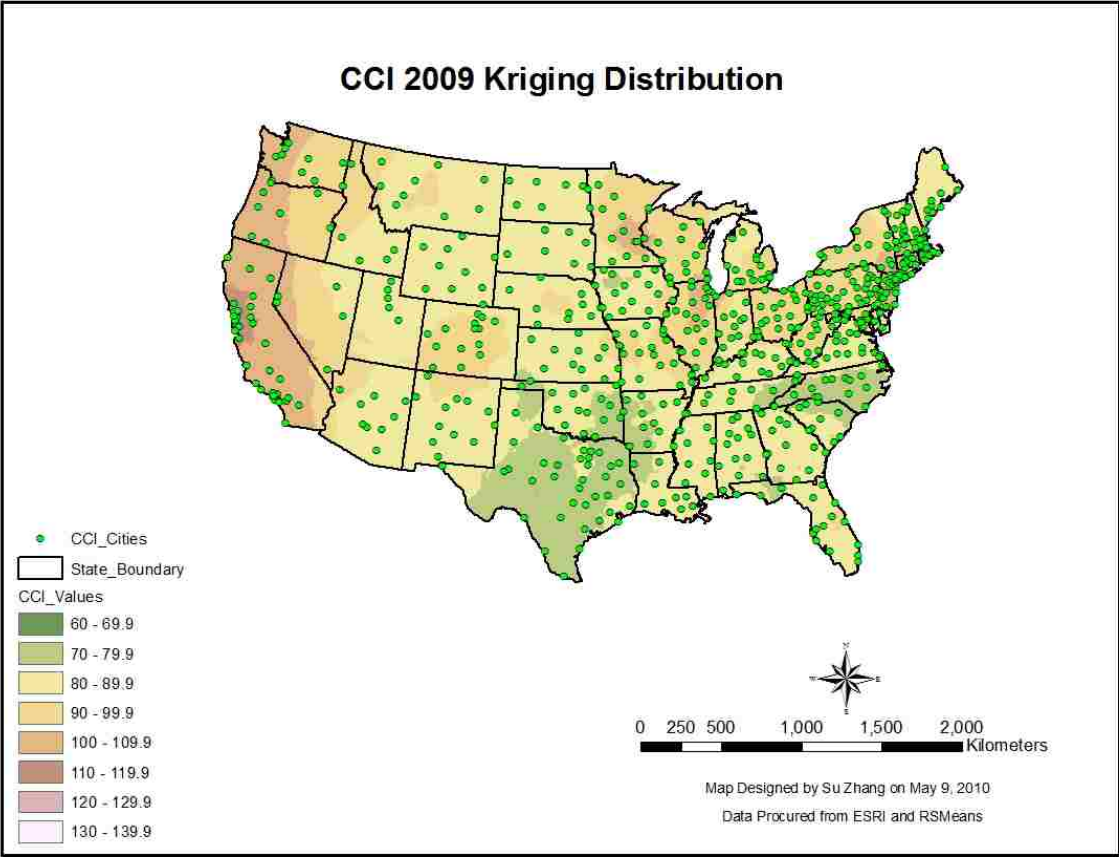 CCI 2009 Kriging Distribution
CCI_Cities
State_Boundary
CCI_Values
60 - 69.9
70 - 79.9
80 - 89.9
90 - 99.9
100 - 109.9
110 - 119.9
120 - 129.9
130 - 139.9
N
W E
S
0 250 500 1,000 1,500 2,000
Kilometers
Map Designed by Su Zhang on May 9, 2010
Data Procured from ESRI and RSMeans